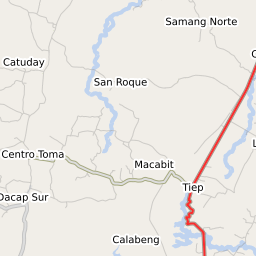 Samang Norte
Catuday
San Roque
Centro Toma
Macabit
Tiep
Dacap Sur
Calabeng